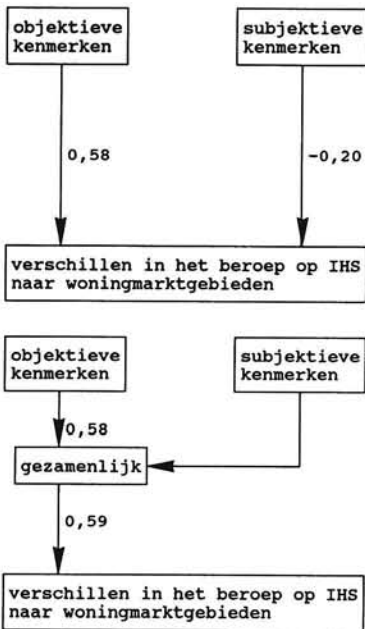 objektieve
kenmerken
subjektieve
kenmerken
0,58
-0,20
verschillen in het beroep op IHS
naar woningmarktgebieden
objektieve
kenmerken
subjektieve
kenmerken
0,58
gezamenlijk
0,59
verschillen in het beroep op IHS
naar woningmarktgebieden